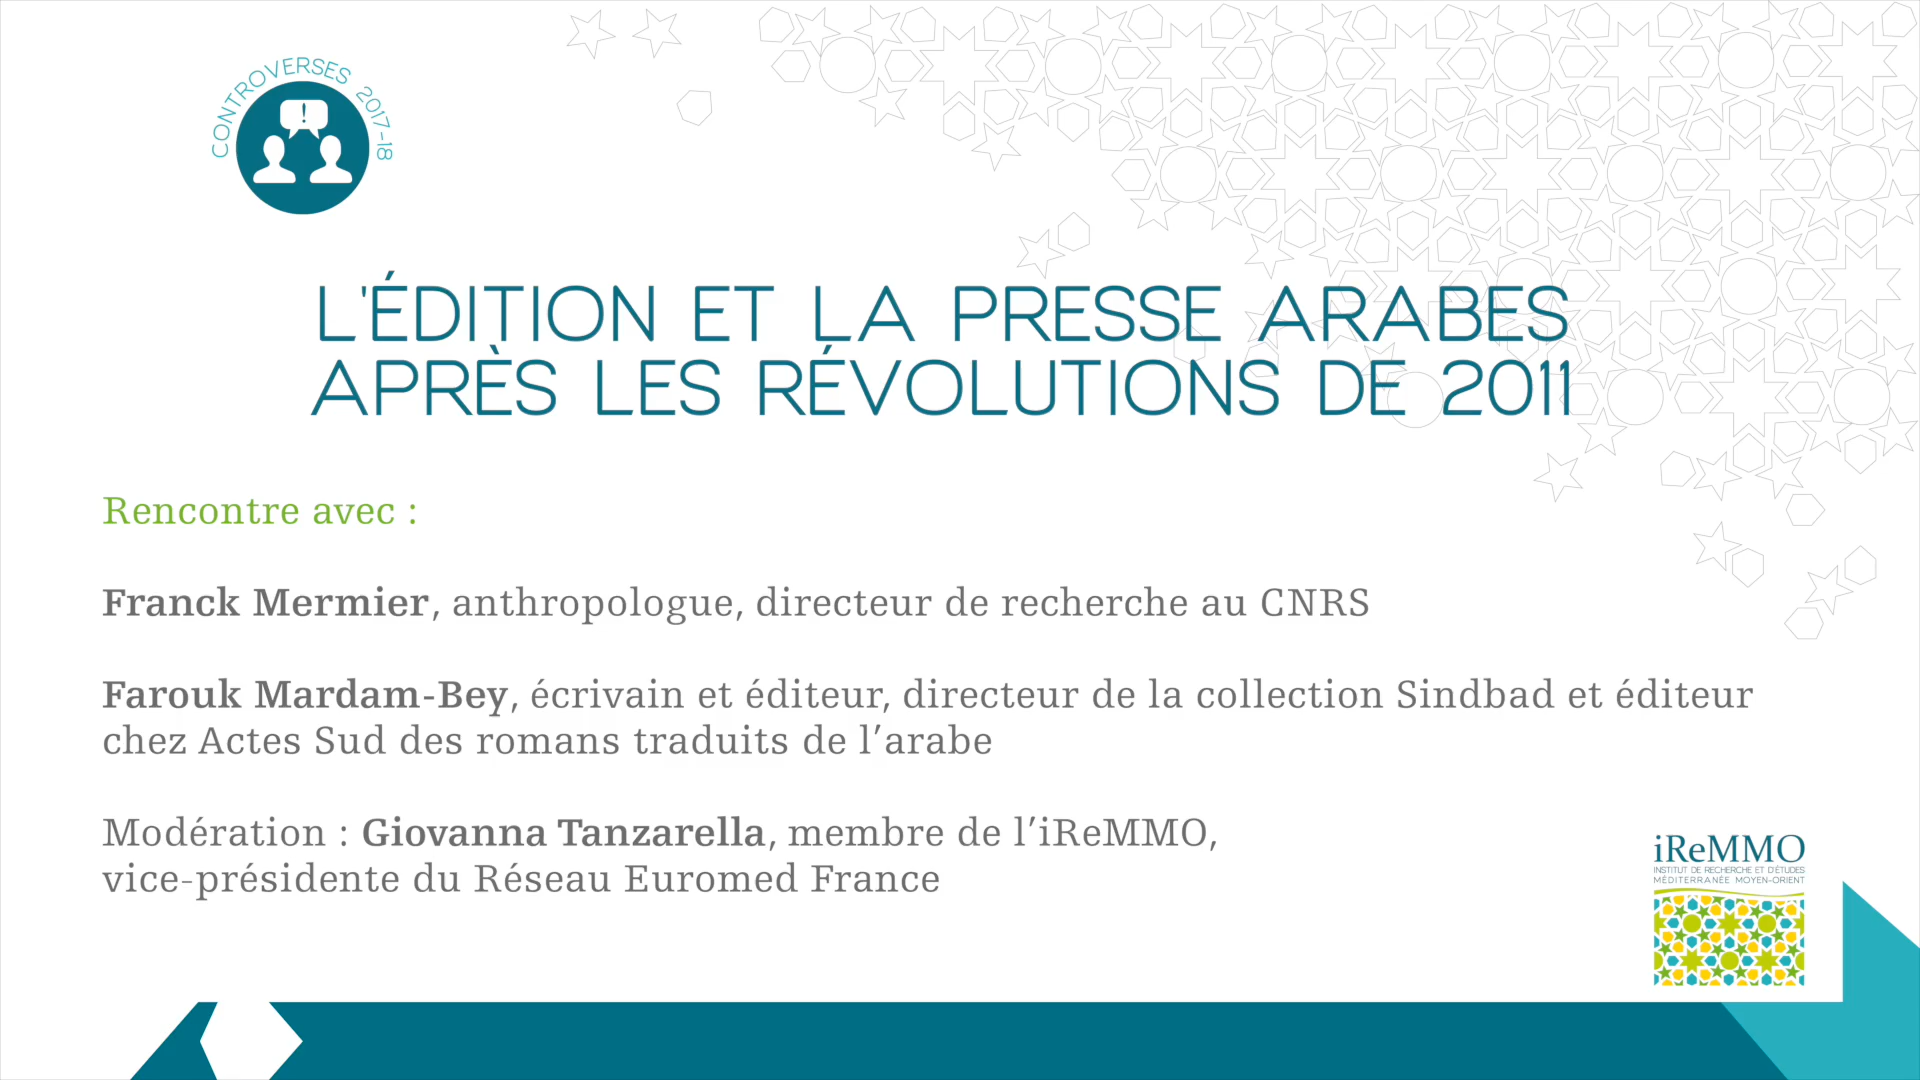 CONTROVERSES 2017-18
!
L'ÉDITION ET LA PRESSE ARABES
APRÈS LES RÉVOLUTIONS DE 2011
Rencontre avec :
Franck Mermier, anthropologue, directeur de recherche au CNRS
Farouk Mardam-Bey, écrivain et éditeur, directeur de la collection Sindbad et éditeur
chez Actes Sud des romans traduits de l’arabe
Modération : Giovanna Tanzarella, membre de l’iReMMO,
vice-présidente du Réseau Euromed France
iReMMO
INSTITUT DE RECHERCHE ET D'ÉTUDES
MÉDITERRANÉE MOYEN-ORIENT